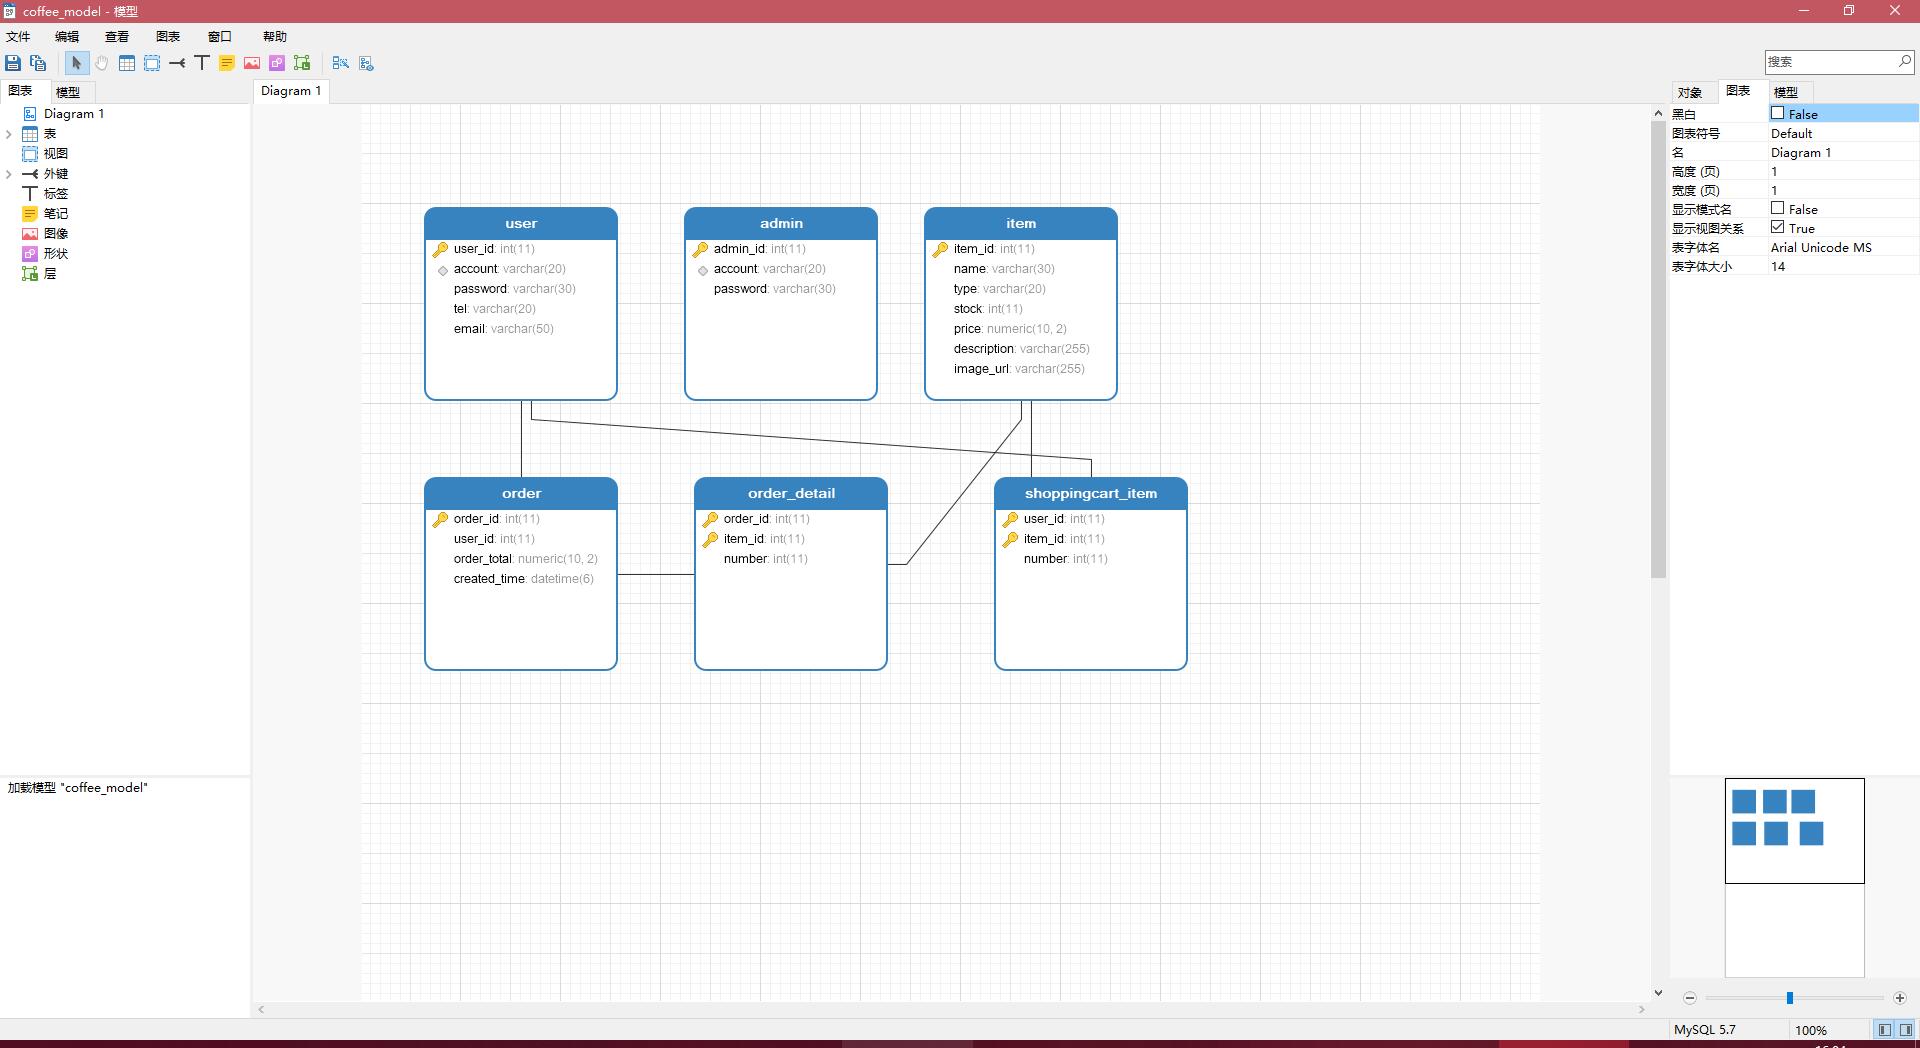 coffee_model - 模型
文件 编辑 查看 图表 窗口 帮助
搜索
图表 模型
Diagram 1
表
视图
外键
标签
笔记
图像
形状
层
加载模型 "coffee_model"
Diagram 1
user
user_id: int(11)
account: varchar(20)
password: varchar(30)
tel: varchar(20)
email: varchar(50)
admin
admin_id: int(11)
account: varchar(20)
password: varchar(30)
item
item_id: int(11)
name: varchar(30)
type: varchar(20)
stock: int(11)
price: numeric(10, 2)
description: varchar(255)
image_url: varchar(255)
order
order_id: int(11)
user_id: int(11)
order_total: numeric(10, 2)
created_time: datetime(6)
order_detail
order_id: int(11)
item_id: int(11)
number: int(11)
shoppingcart_item
user_id: int(11)
item_id: int(11)
number: int(11)
对象 图表 模型
黑白 False
图表符号 Default
名 Diagram 1
高度 (页) 1
宽度 (页) 1
显示模式名 False
显示视图关系 True
表字体名 Arial Unicode MS
表字体大小 14
MySQL 5.7 100%